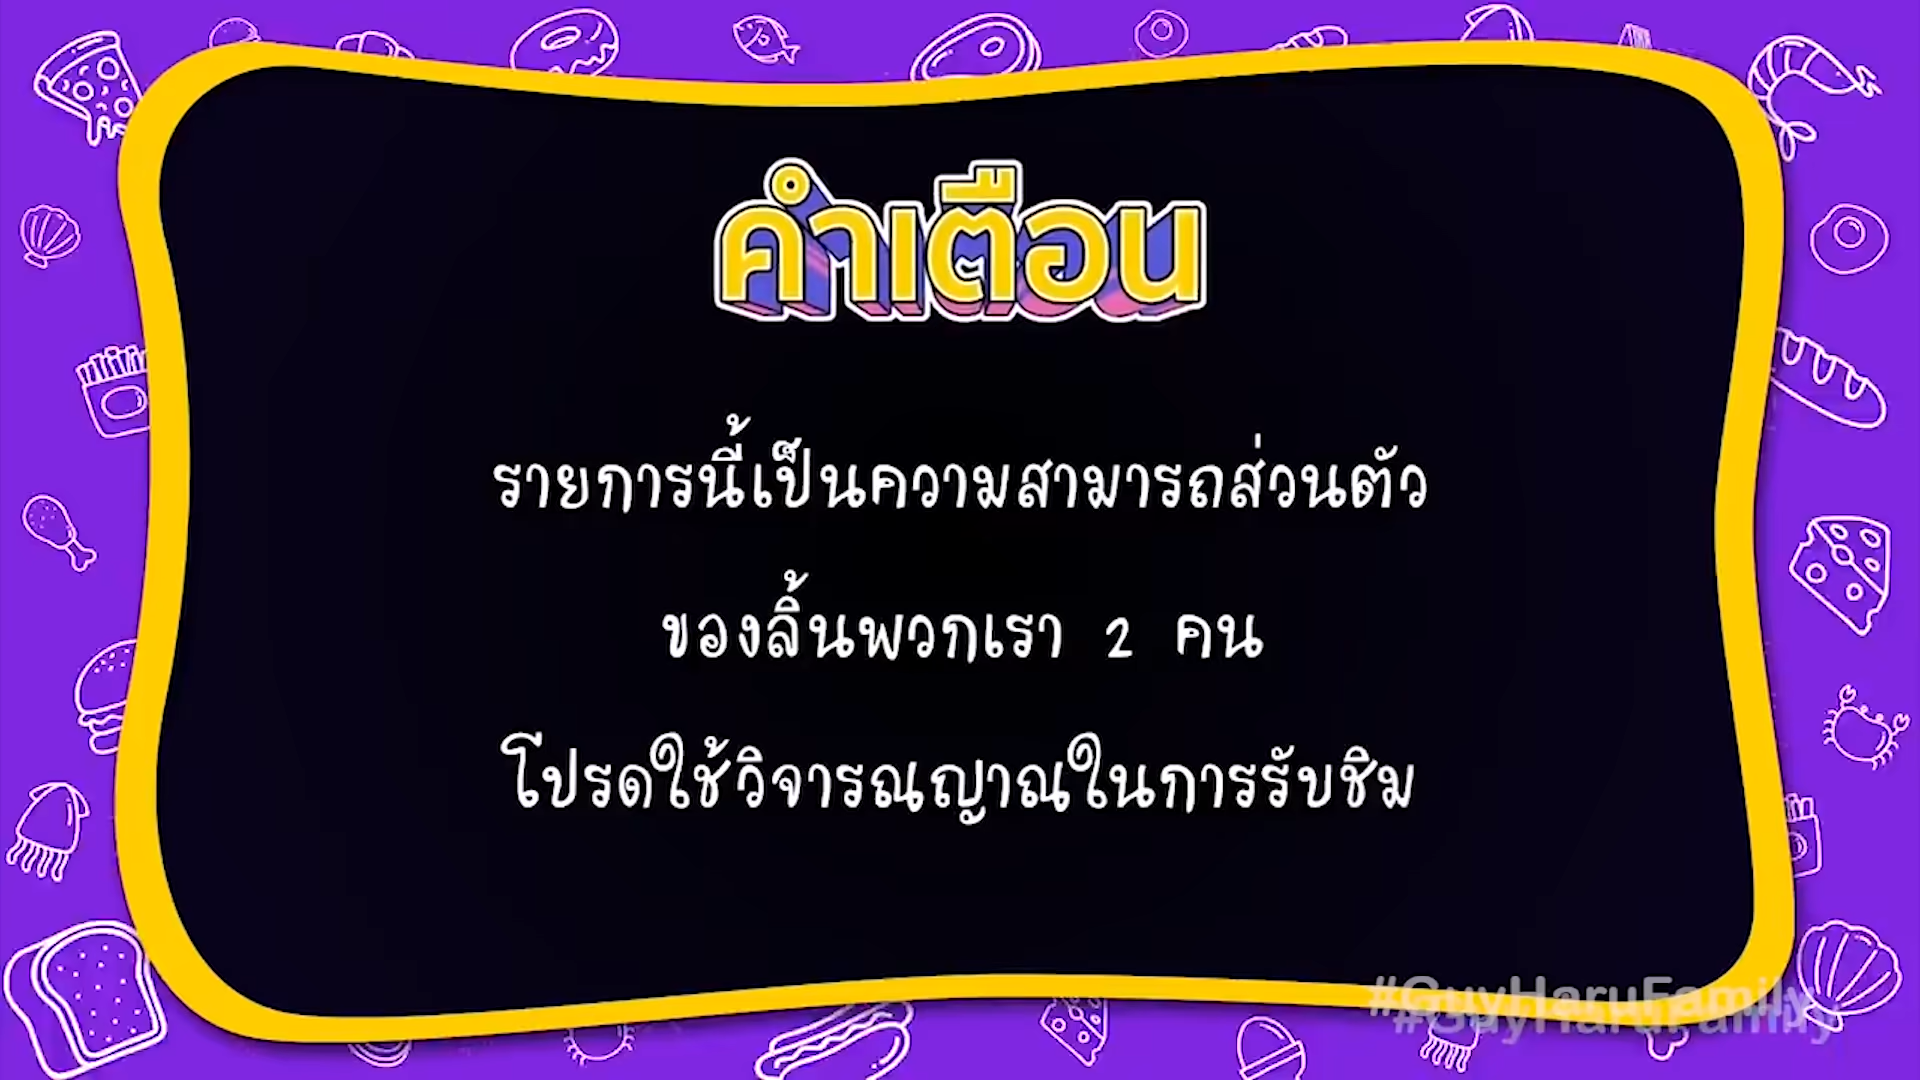 คำเตือน
รายการนี้เป็นความสามารถส่วนตัว
ของลิ้นพวกเรา 2 คน
โปรดใช้วิจารณญาณในการรับชิม
#GuyHaruFamily
#GuyHaruFamily